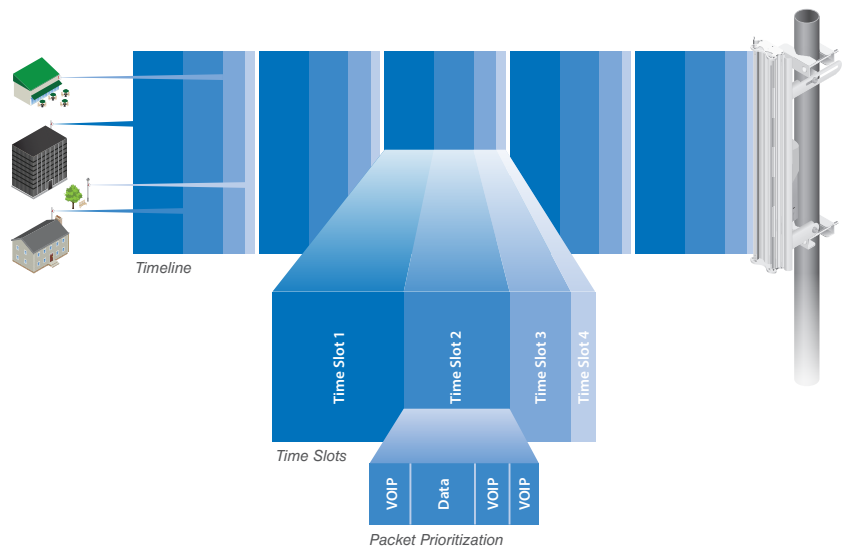 Timeline
Time Slot 1
Time Slot 2
Time Slot 3
Time Slot 4
Time Slots
VOIP
Data
VOIP
VOIP
Packet Prioritization